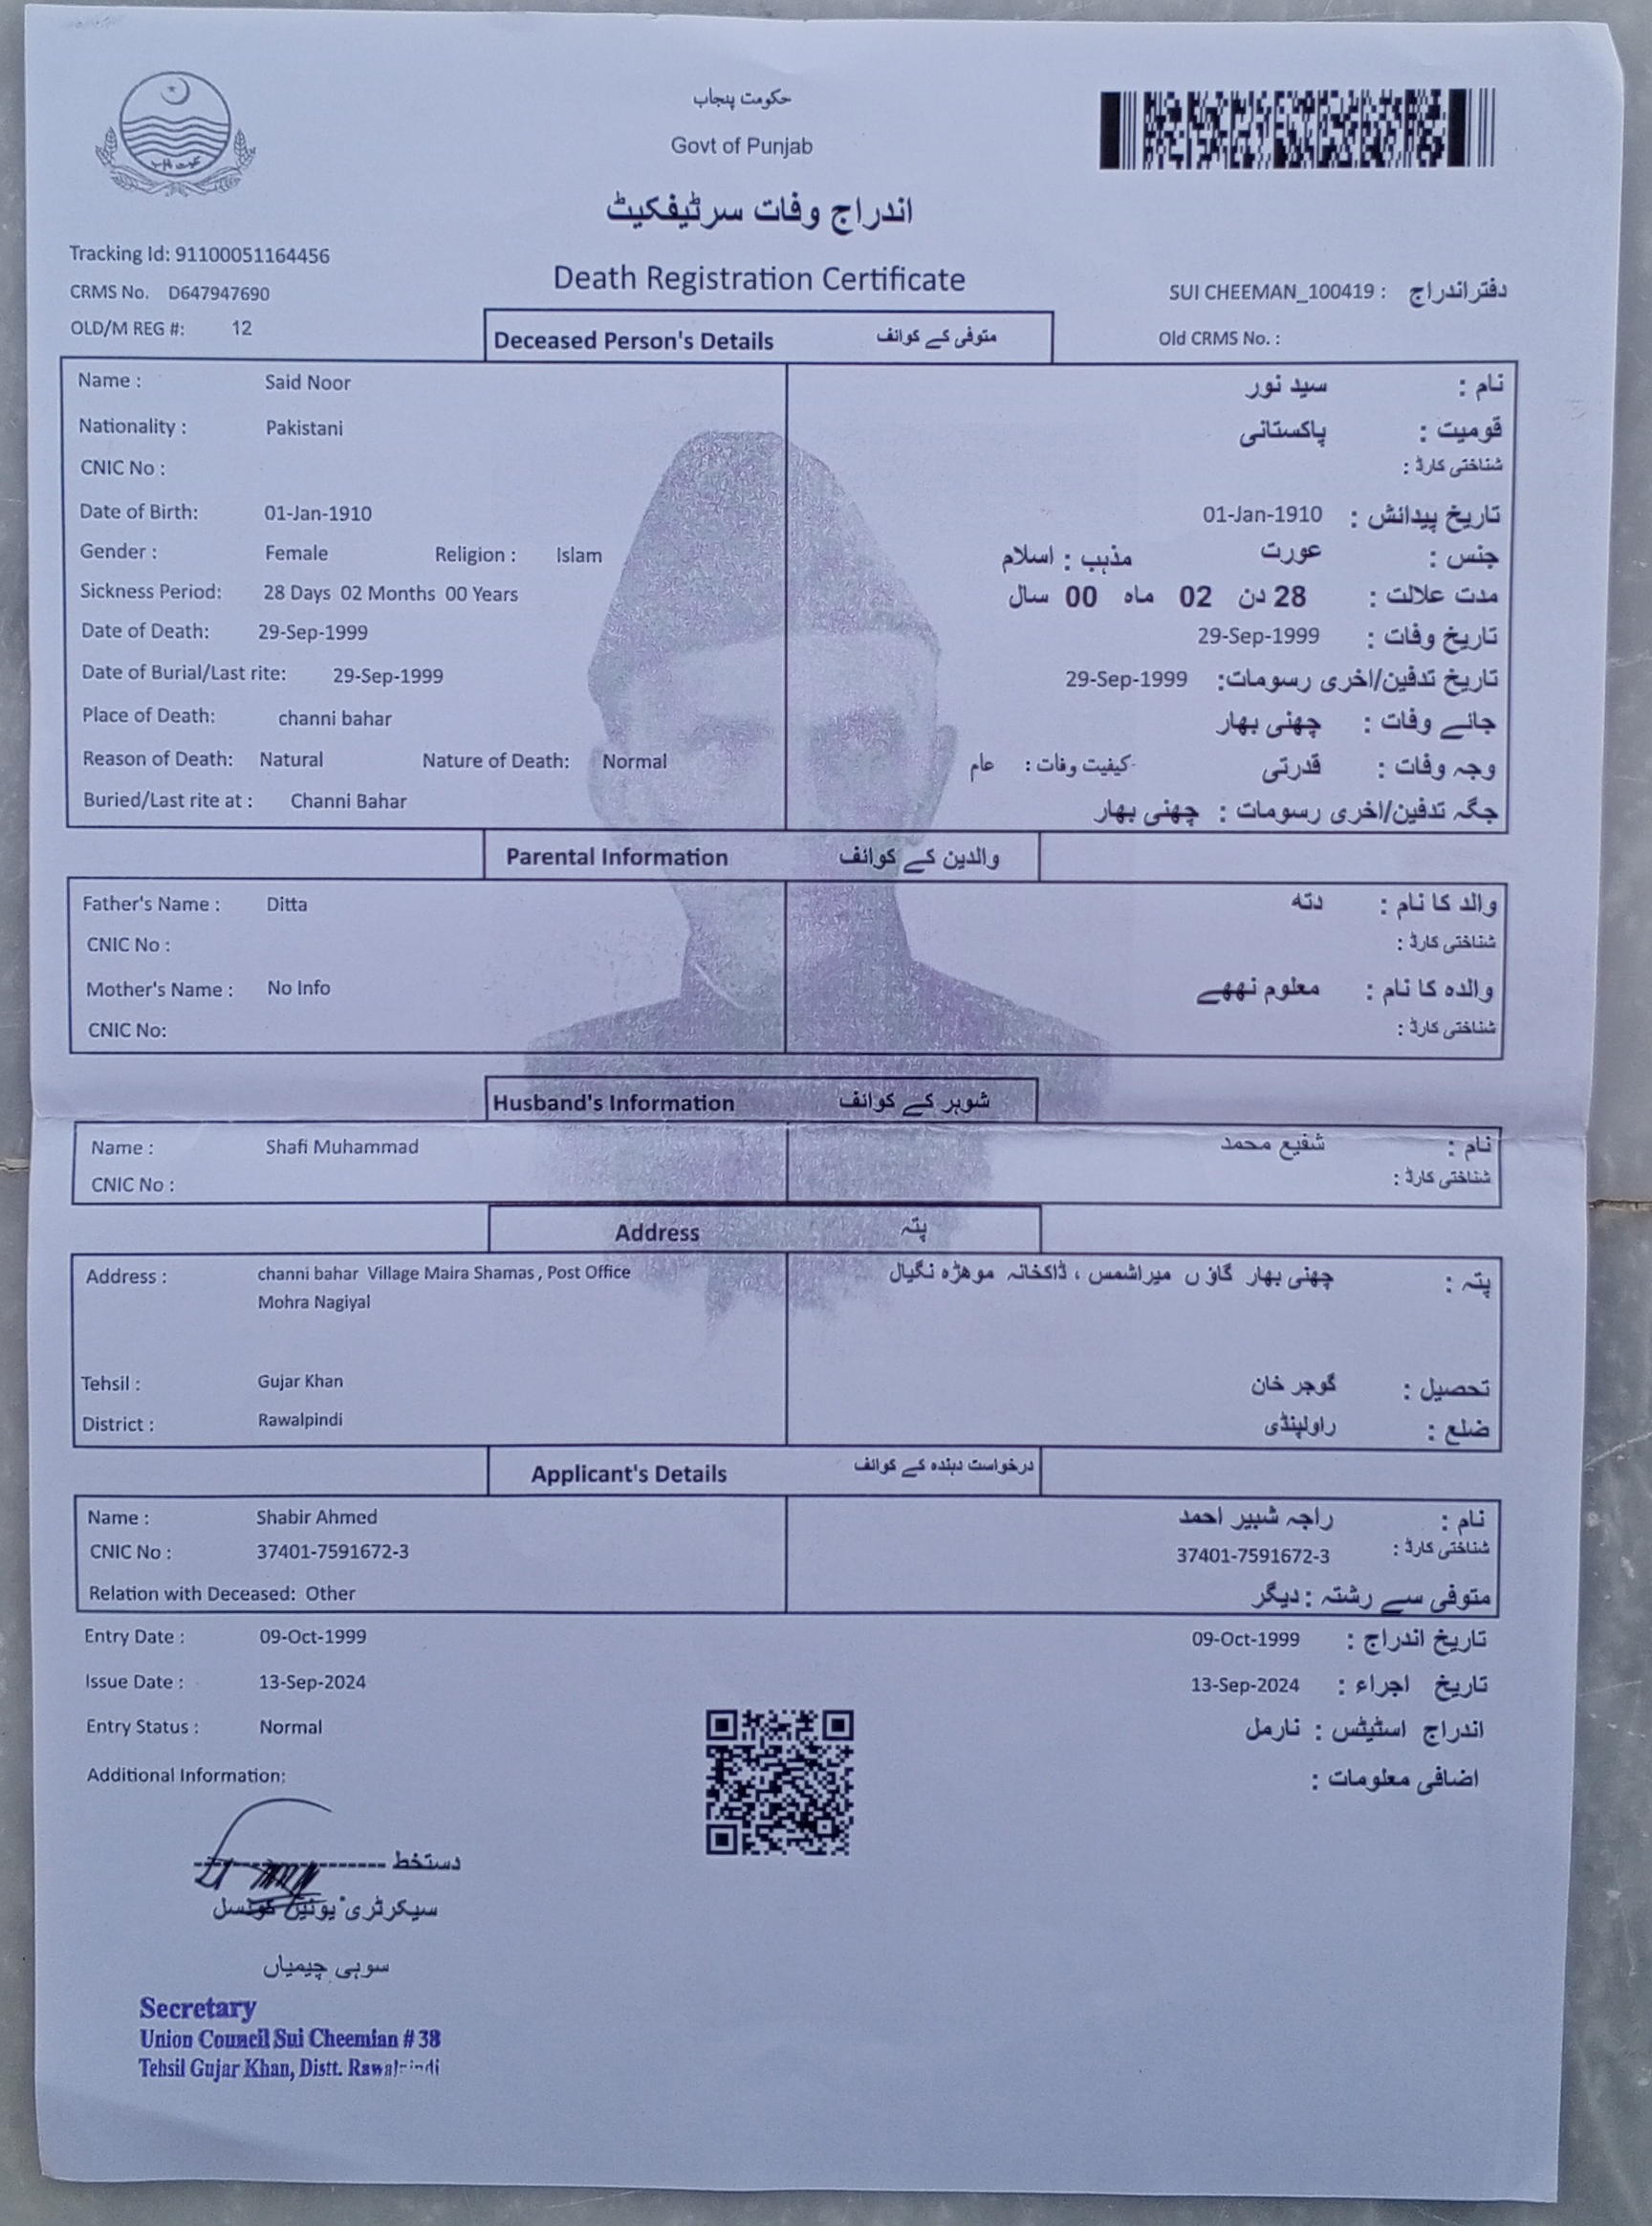 حکومت پنجاب
Govt of Punjab
اندراج وفات سرٹیفکیٹ
Death Registration Certificate
Tracking Id: 91100051164456
CRMS No. D647947690
SUI CHEEMAN_100419 : دفتر اندراج
OLD/M REG #: 12
Old CRMS No. :
Deceased Person's Details متوفی کے کوائف
Name : Said Noor
نام : سید نور
Nationality : Pakistani
قومیت : پاکستانی
CNIC No :
شناختی کارڈ :
Date of Birth: 01-Jan-1910
تاریخ پیدائش : 01-Jan-1910
Gender : Female Religion : Islam
جنس : عورت مذہب : اسلام
Sickness Period: 28 Days 02 Months 00 Years
مدت علالت : 28 دن 02 ماہ 00 سال
Date of Death: 29-Sep-1999
تاریخ وفات : 29-Sep-1999
Date of Burial/Last rite: 29-Sep-1999
تاریخ تدفین/اخری رسومات: 29-Sep-1999
Place of Death: channi bahar
جائے وفات : چھنی بھار
Reason of Death: Natural Nature of Death: Normal
وجہ وفات : قدرتی کیفیت وفات : عام
Buried/Last rite at : Channi Bahar
جگہ تدفین/اخری رسومات : چھنی بھار
Parental Information والدین کے کوائف
Father's Name : Ditta
والد کا نام : دتہ
CNIC No :
شناختی کارڈ :
Mother's Name : No Info
والدہ کا نام : معلوم نہھے
CNIC No:
شناختی کارڈ :
Husband's Information شوہر کے کوائف
Name : Shafi Muhammad
نام : شفیع محمد
CNIC No :
شناختی کارڈ :
Address پتہ
Address : channi bahar Village Maira Shamas , Post Office
Mohra Nagiyal
پتہ : چھنی بھار گاؤں میراشمس ، ڈاکخانہ موھڑہ نگیال
Tehsil : Gujar Khan
تحصیل : گوجر خان
District : Rawalpindi
ضلع : راولپنڈی
Applicant's Details درخواست دہندہ کے کوائف
Name : Shabir Ahmed
نام : راجہ شبیر احمد
CNIC No : 37401-7591672-3
شناختی کارڈ : 37401-7591672-3
Relation with Deceased: Other
متوفی سے رشتہ : دیگر
Entry Date : 09-Oct-1999
تاریخ اندراج : 09-Oct-1999
Issue Date : 13-Sep-2024
تاریخ اجراء : 13-Sep-2024
Entry Status : Normal
اندراج اسٹیٹس : نارمل
Additional Information:
اضافی معلومات :
دستخط
سیکرٹری یونین کونسل
سوہی چیمیاں
Secretary
Union Council Sui Cheemian # 38
Tehsil Gujar Khan, Distt. Rawalpindi